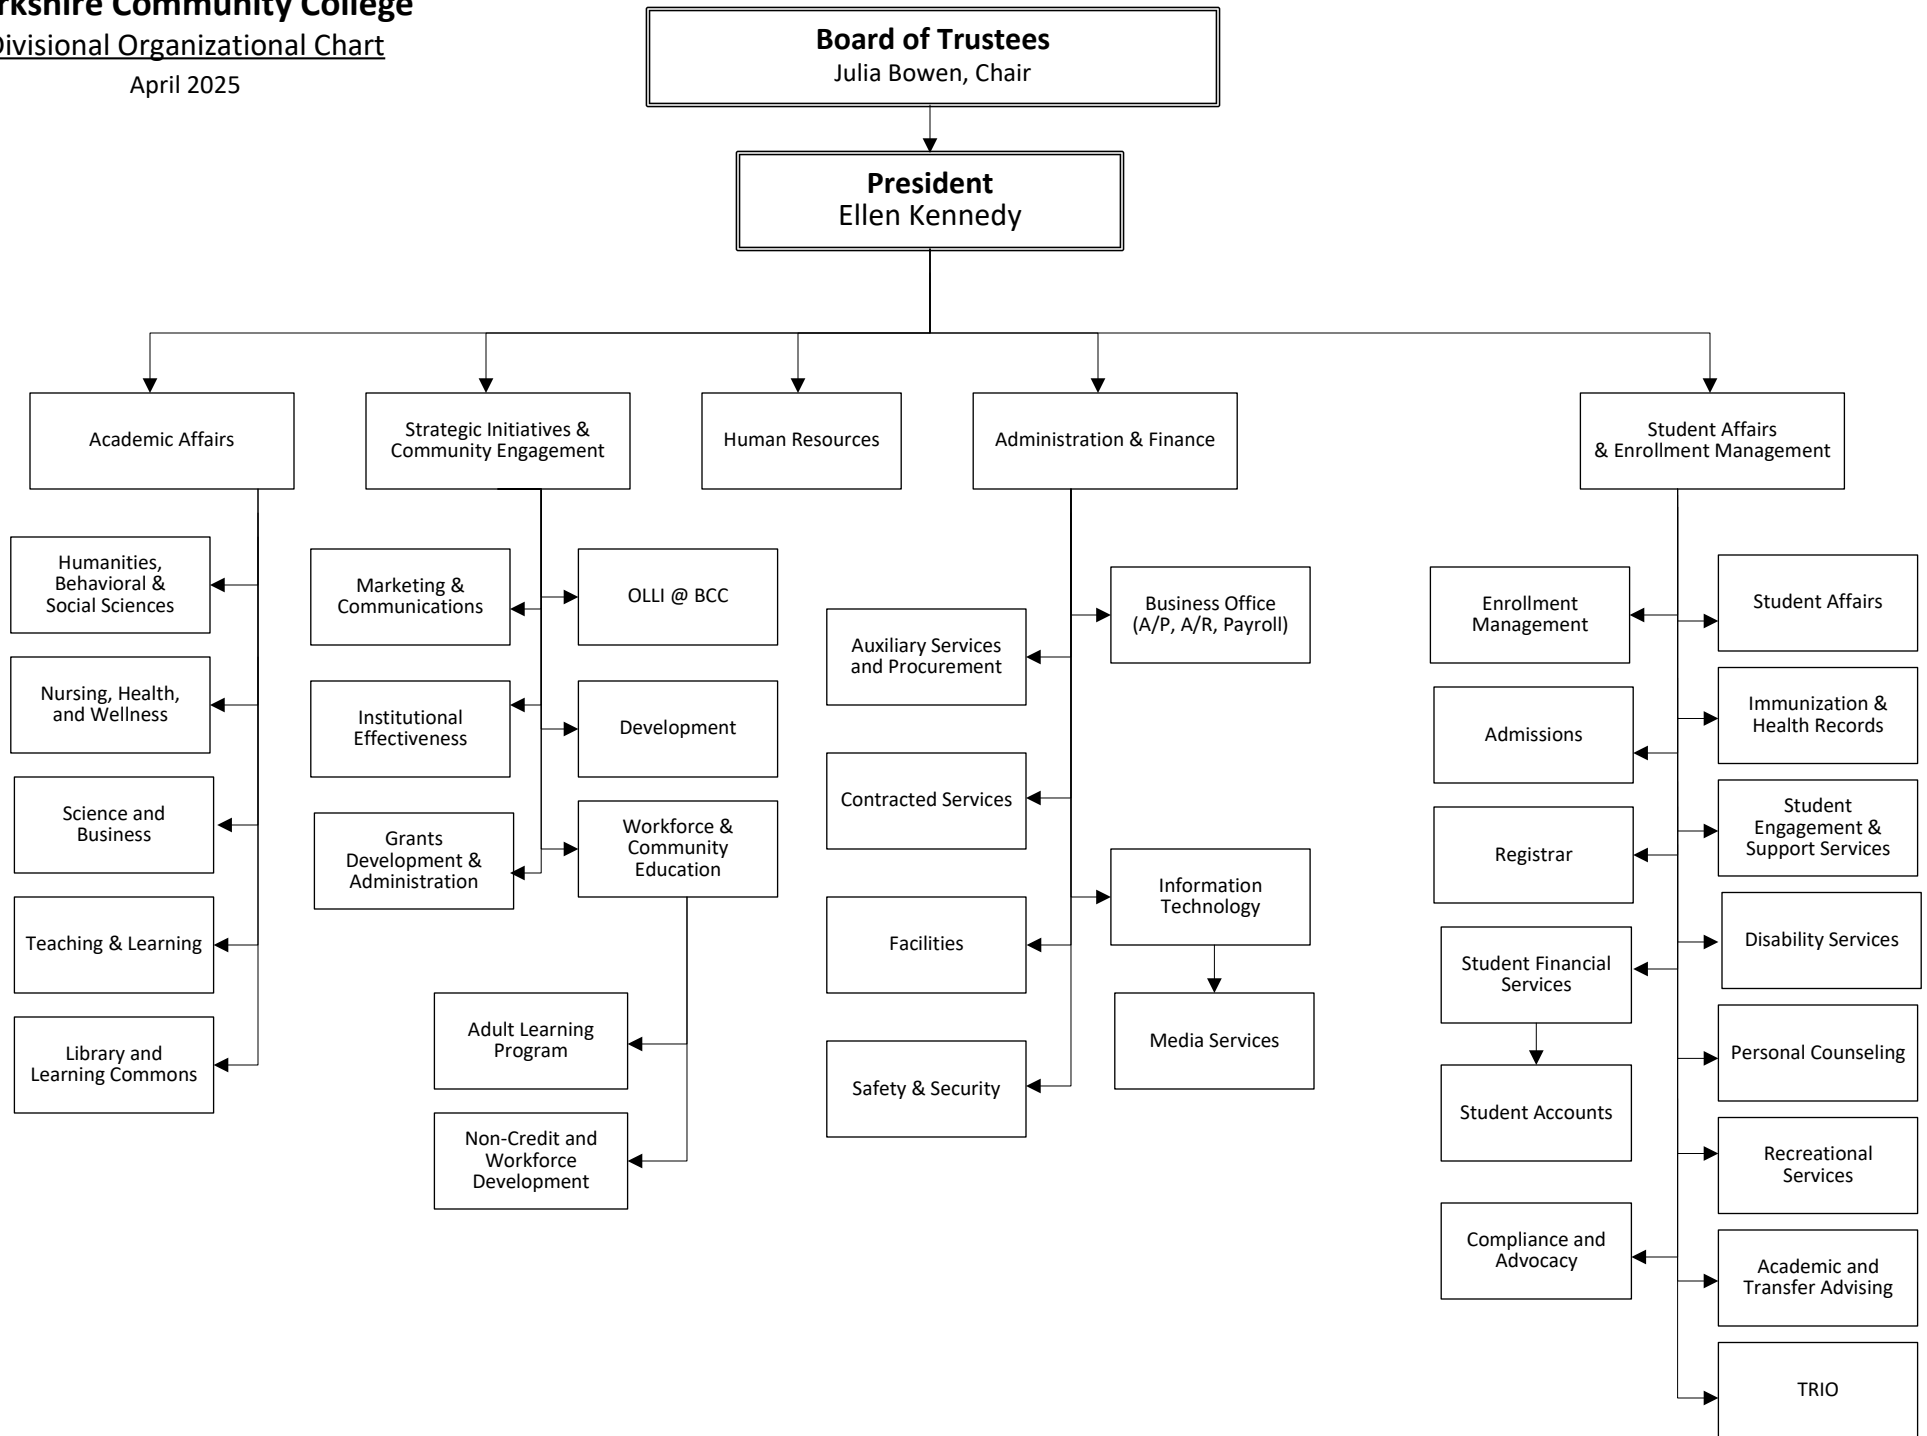 rkshire Community College
Divisional Organizational Chart
April 2025
Board of Trustees
Julia Bowen, Chair
President
Ellen Kennedy
Academic Affairs
Strategic Initiatives &
Community Engagement
Human Resources
Administration & Finance
Student Affairs
& Enrollment Management
Humanities,
Behavioral &
Social Sciences
Nursing, Health,
and Wellness
Science and
Business
Teaching & Learning
Library and
Learning Commons
Marketing &
Communications
OLLI @ BCC
Institutional
Effectiveness
Development
Grants
Development &
Administration
Workforce &
Community
Education
Adult Learning
Program
Non-Credit and
Workforce
Development
Business Office
(A/P, A/R, Payroll)
Auxiliary Services
and Procurement
Contracted Services
Information
Technology
Facilities
Media Services
Safety & Security
Enrollment
Management
Student Affairs
Admissions
Immunization &
Health Records
Registrar
Student
Engagement &
Support Services
Student Financial
Services
Disability Services
Student Accounts
Personal Counseling
Compliance and
Advocacy
Recreational
Services
Academic and
Transfer Advising
TRIO